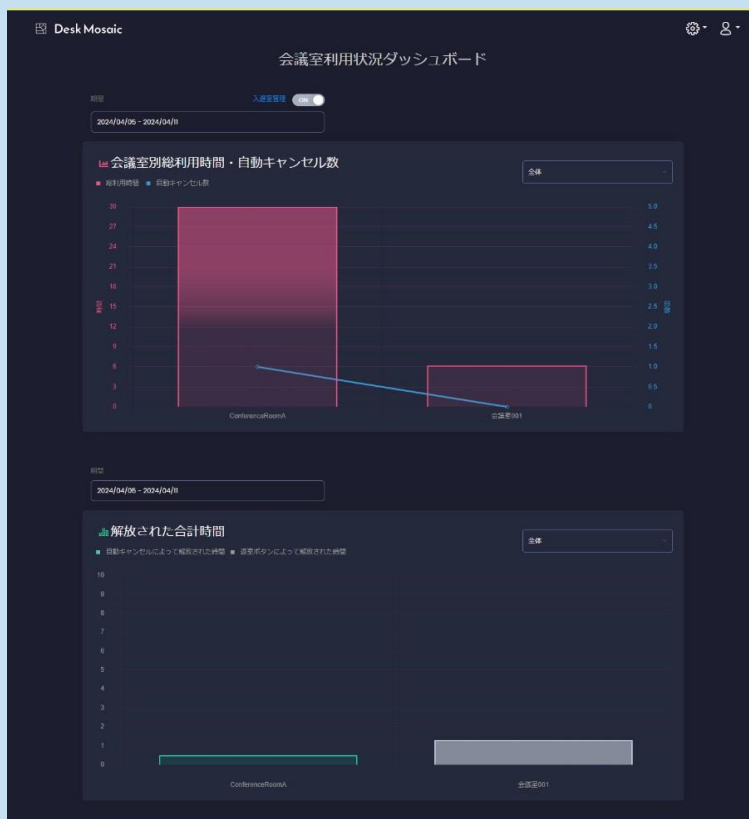 Desk Mosaic
会議室利用状況ダッシュボード
期間
入退室管理 ON
2024/04/05 - 2024/04/11
会議室別総利用時間・自動キャンセル数
全体
総利用時間 自動キャンセル数
30
27
24
21
18
15
12
9
6
3
0
時間
5.0
4.5
4.0
3.5
3.0
2.5
2.0
1.5
1.0
0.5
0
回数
ConferenceRoomA
会議室001
期間
2024/04/05 - 2024/04/11
解放された合計時間
全体
自動キャンセルによって解放された時間 退室ボタンによって解放された時間
10
9
8
7
6
5
4
3
2
1
0
ConferenceRoomA
会議室001